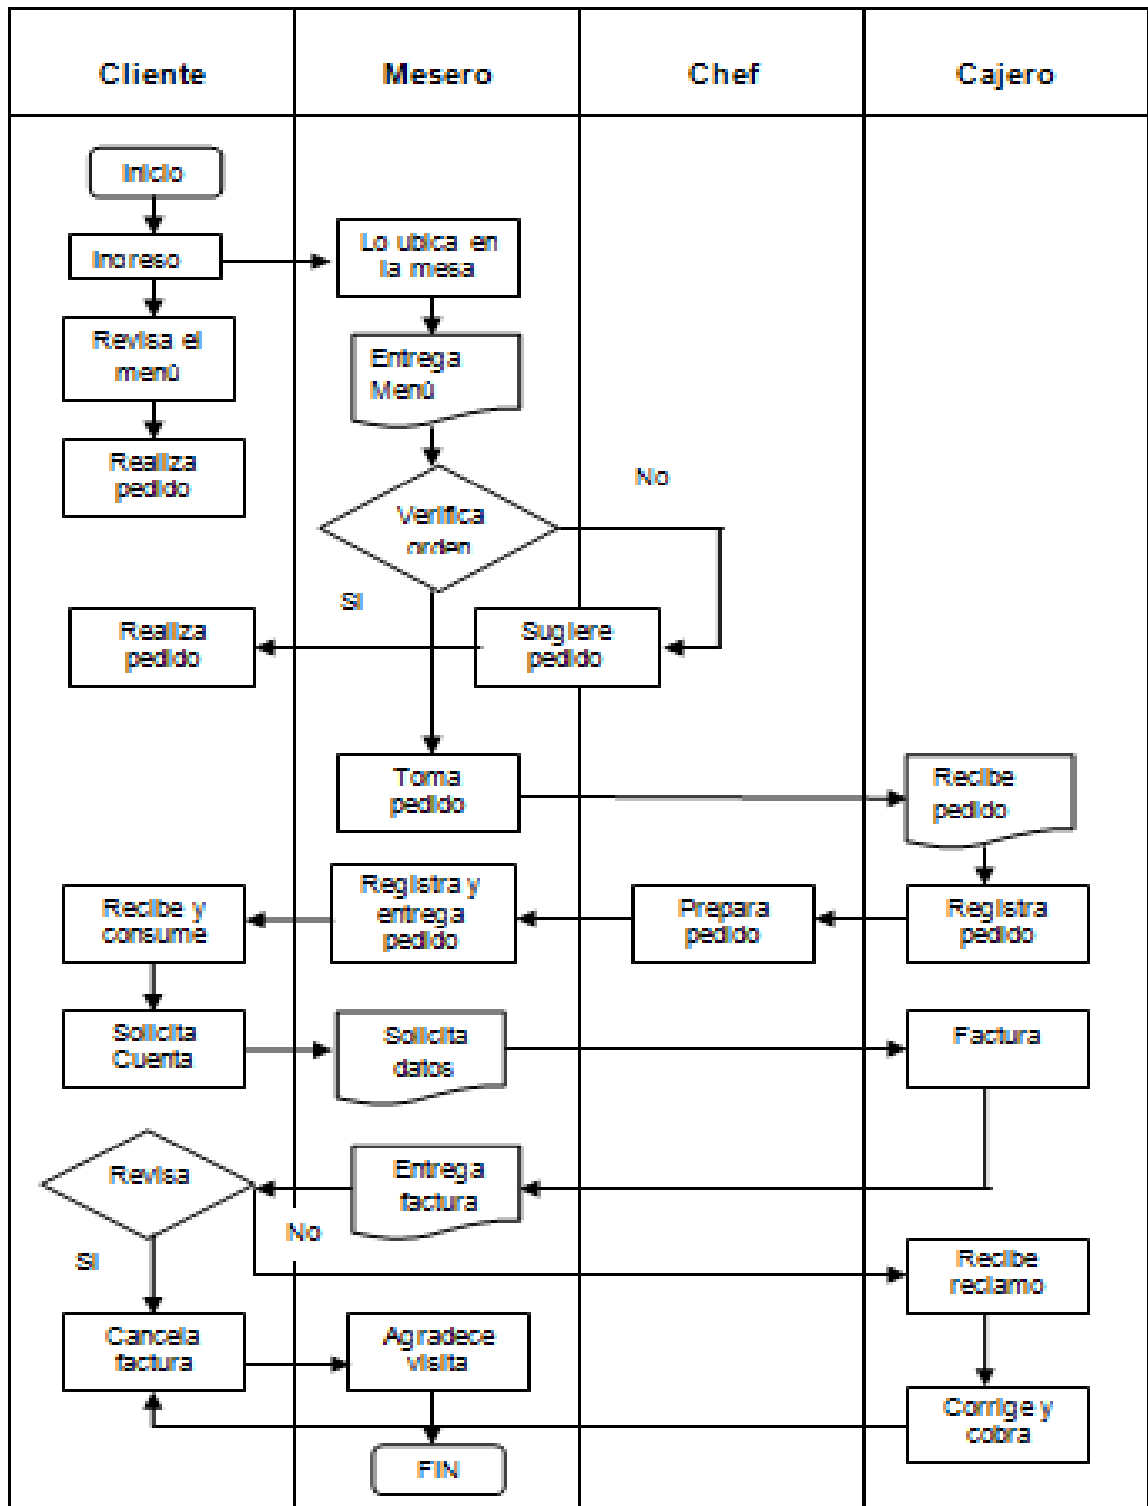 Cliente
Mesero
Chef
Cajero
Inicio
Ingreso
Lo ubica en
la mesa
Revisa el
menú
Entrega
Menú
Realiza
pedido
No
Verifica
orden
Si
Realiza
pedido
Sugiere
pedido
Toma
pedido
Recibe
pedido
Recibe y
consume
Registra y
entrega
pedido
Prepara
pedido
Registra
pedido
Solicita
Cuenta
Solicita
datos
Factura
Revisa
Entrega
factura
No
Si
Recibe
reclamo
Cancela
factura
Agradece
visita
Corrige y
cobra
FIN